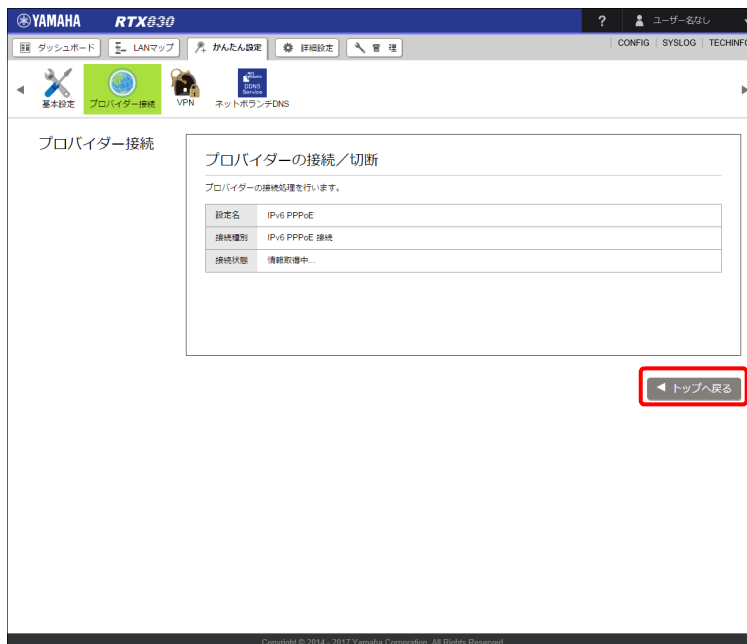 YAMAHA RTX830 ? ユーザー名なし
ダッシュボード LANマップ かんたん設定 詳細設定 管 理 CONFIG SYSLOG TECHINFO
NetVolante
DDNS
Service
基本設定 プロバイダー接続 VPN ネットボランチDNS
プロバイダー接続
プロバイダーの接続／切断
プロバイダーの接続処理を行います。
設定名 IPv6 PPPoE
接続種別 IPv6 PPPoE 接続
接続状態 情報取得中...
トップへ戻る
Copyright © 2014 - 2017 Yamaha Corporation. All Rights Reserved.